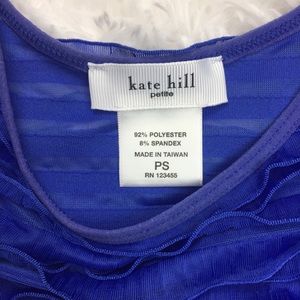 kate hill
petite
92% POLYESTER
8% SPANDEX
MADE IN TAIWAN
PS
RN 123455